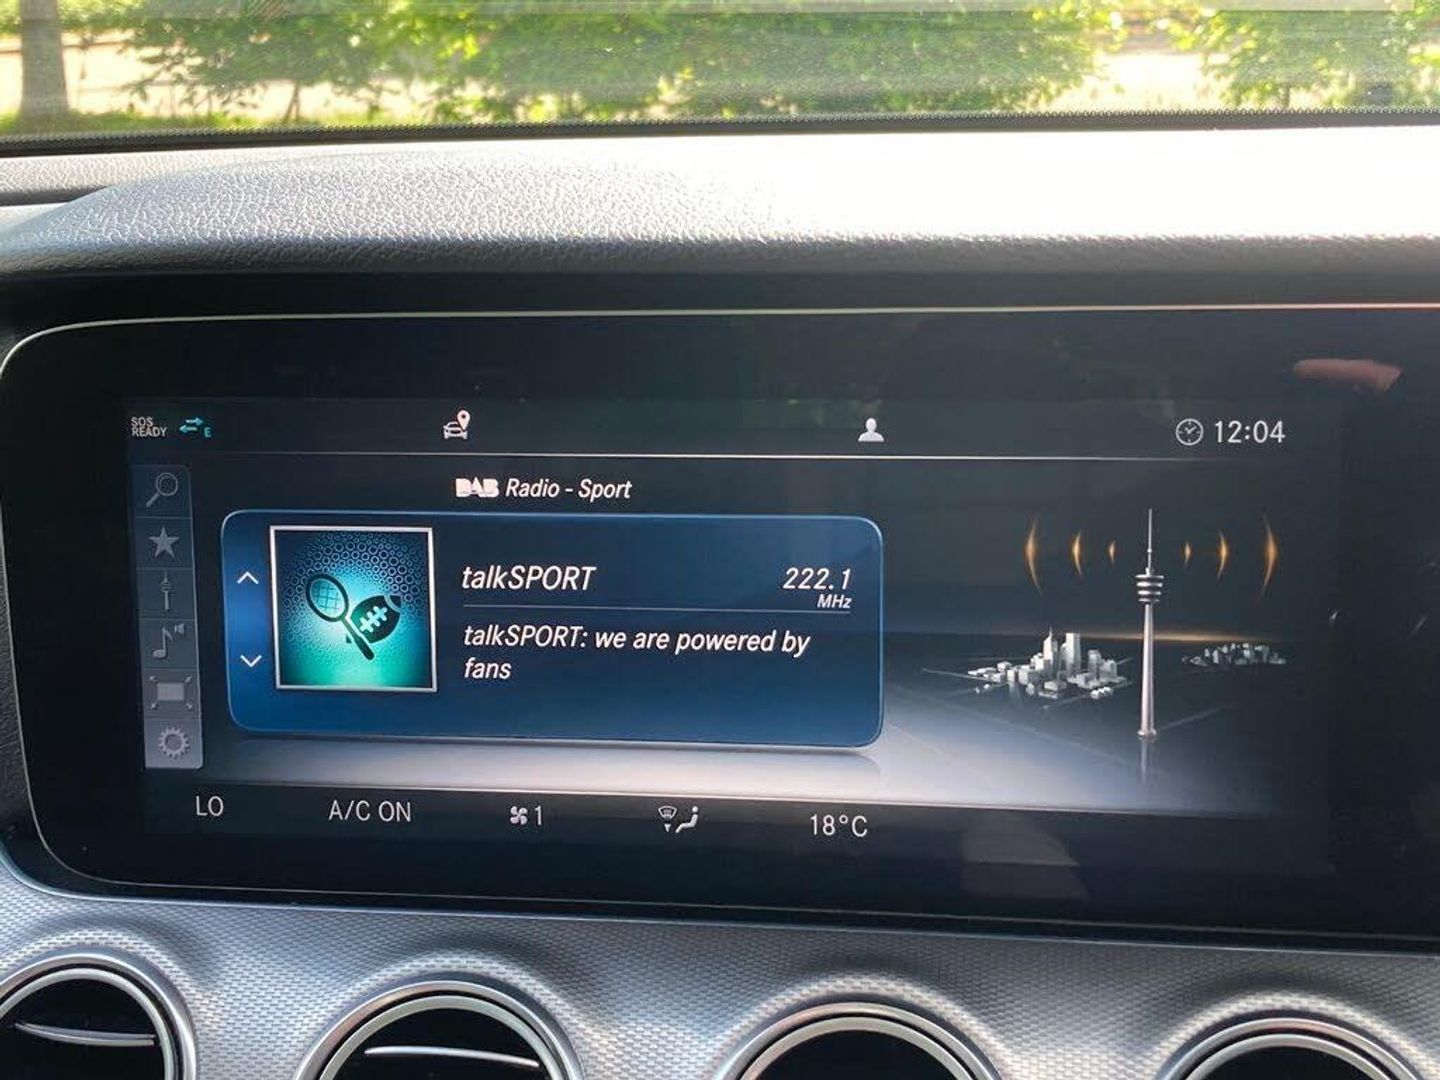 SOS
READY
E
12:04
DAB Radio - Sport
talkSPORT
222.1
MHz
talkSPORT: we are powered by
fans
LO
A/C ON
1
18°C